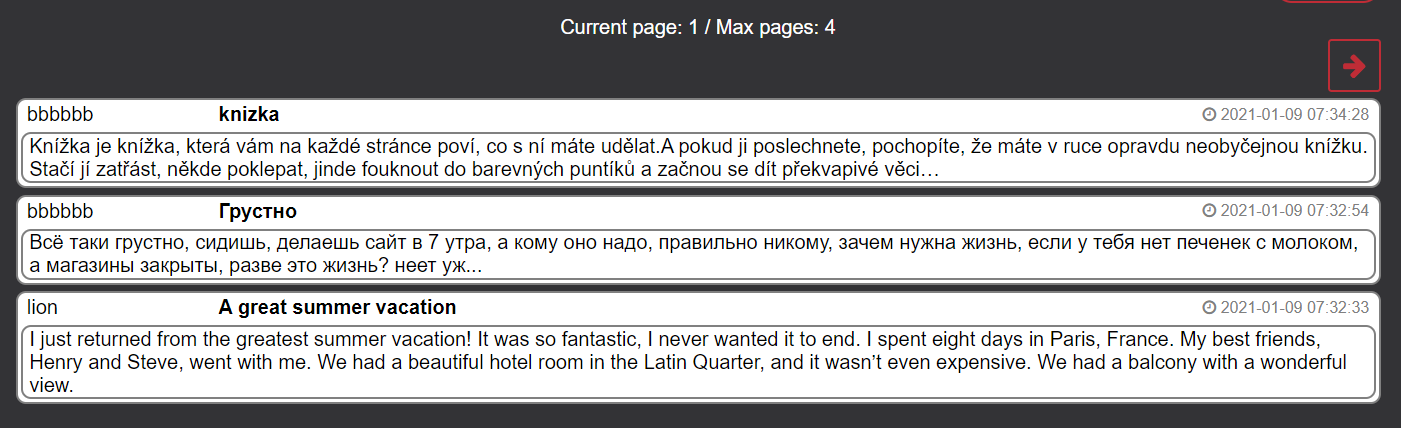 Current page: 1 / Max pages: 4
bbbbbb knizka 2021-01-09 07:34:28
Knížka je knížka, která vám na každé stránce poví, co s ní máte udělat.A pokud ji poslechnete, pochopíte, že máte v ruce opravdu neobyčejnou knížku.
Stačí jí zatřást, někde poklepat, jinde fouknout do barevných puntíků a začnou se dít překvapivé věci…
bbbbbb Грустно 2021-01-09 07:32:54
Всё таки грустно, сидишь, делаешь сайт в 7 утра, а кому оно надо, правильно никому, зачем нужна жизнь, если у тебя нет печенек с молоком,
а магазины закрыты, разве это жизнь? неет уж...
lion A great summer vacation 2021-01-09 07:32:33
I just returned from the greatest summer vacation! It was so fantastic, I never wanted it to end. I spent eight days in Paris, France. My best friends,
Henry and Steve, went with me. We had a beautiful hotel room in the Latin Quarter, and it wasn’t even expensive. We had a balcony with a wonderful
view.